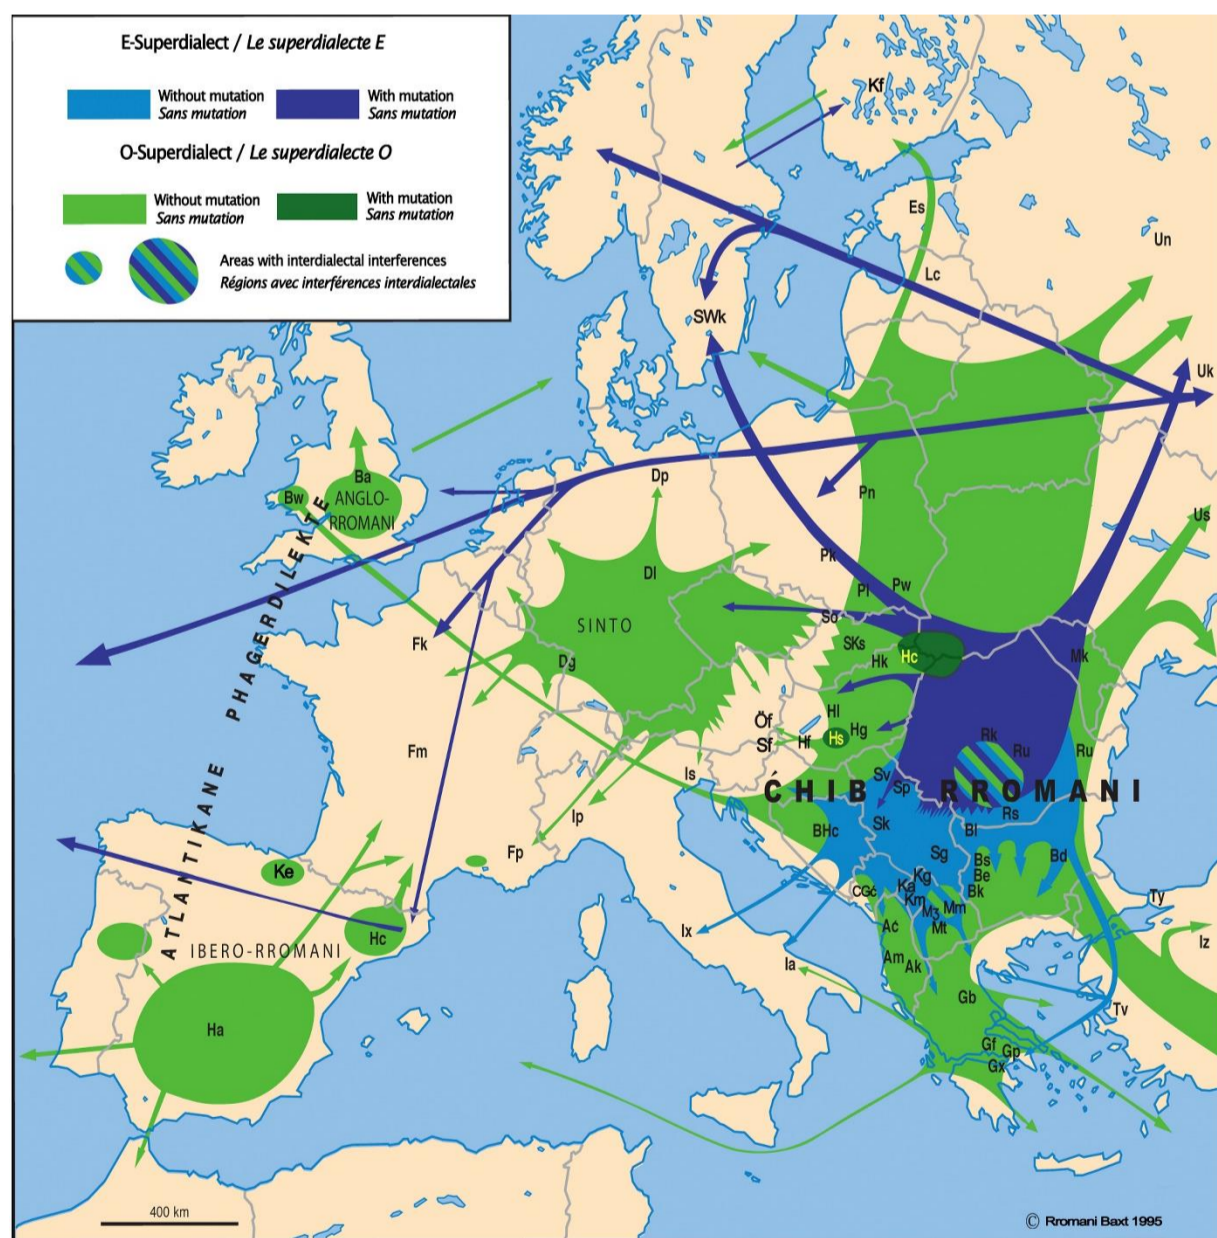 E-Superdialect / Le superdialecte E
Without mutation
Sans mutation
With mutation
Sans mutation
O-Superdialect / Le superdialecte O
Without mutation
Sans mutation
With mutation
Sans mutation
Areas with interdialectal interferences
Régions avec interférences interdialectales
Kf
Es
Un
Lc
SWk
Uk
Ba
Bw
ANGLO-
RROMANI
Dp
Pn
Us
Pk
Dl
Pl
Pw
So
SINTO
Fk
SKs
Hk
Hc
Mk
Dg
ATLANTIKANE PHAGERDILEKTE
Hl
Öf
Hg
Hs
Sf
Hf
Rk
Ru
Ru
Fm
Is
Sv
Sp
ĆHIB RROMANI
Ip
Rs
BHc
Sk
Bl
Fp
Sg
Bs
Bd
Ke
Kg
Be
CGć
Ka
Bk
Km
Mm
Ty
M3
Ać
Mt
Hc
Ix
Iz
IBERO-RROMANI
Am
Ak
Ia
Gb
Tv
Ha
Gf
Gp
Gx
400 km
© Rromani Baxt 1995